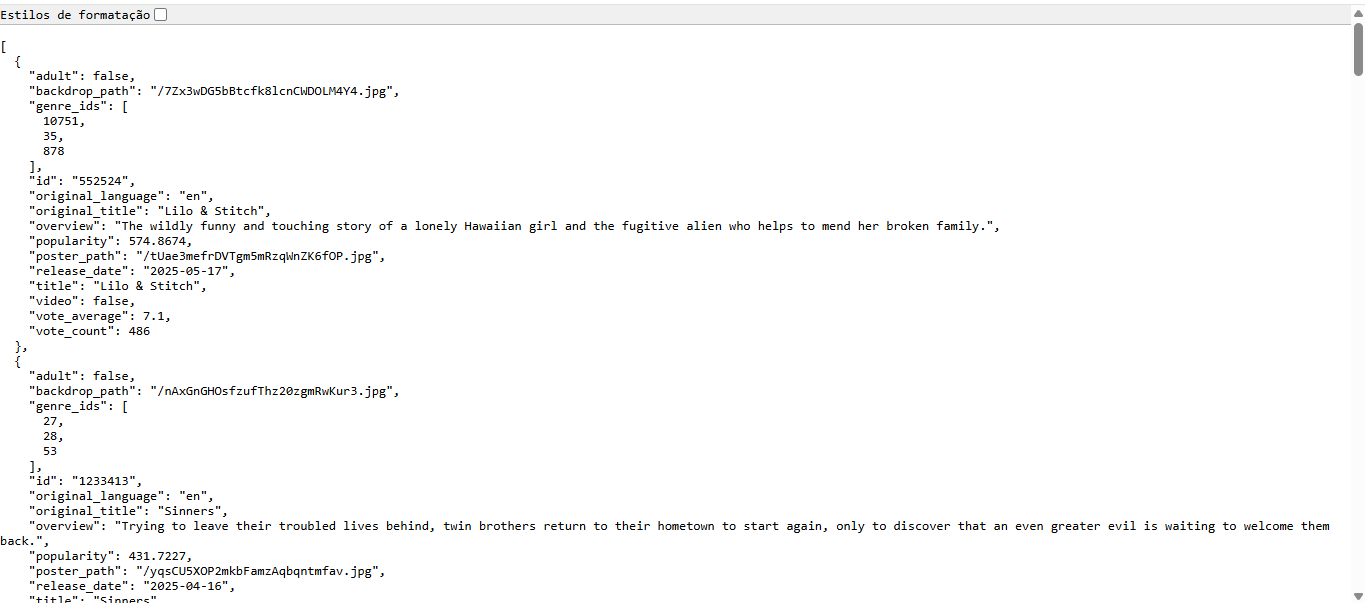 Estilos de formatação
[
  {
    "adult": false,
    "backdrop_path": "/7Zx3wDG5bBtcfk8lcnCWDOLM4Y4.jpg",
    "genre_ids": [
      10751,
      35,
      878
    ],
    "id": "552524",
    "original_language": "en",
    "original_title": "Lilo & Stitch",
    "overview": "The wildly funny and touching story of a lonely Hawaiian girl and the fugitive alien who helps to mend her broken family.",
    "popularity": 574.8674,
    "poster_path": "/tUae3mefrDVTgm5mRzqWnZK6fOP.jpg",
    "release_date": "2025-05-17",
    "title": "Lilo & Stitch",
    "video": false,
    "vote_average": 7.1,
    "vote_count": 486
  },
  {
    "adult": false,
    "backdrop_path": "/nAxGnGHOsfzufThz20zgmRwKur3.jpg",
    "genre_ids": [
      27,
      28,
      53
    ],
    "id": "1233413",
    "original_language": "en",
    "original_title": "Sinners",
    "overview": "Trying to leave their troubled lives behind, twin brothers return to their hometown to start again, only to discover that an even greater evil is waiting to welcome them
back.",
    "popularity": 431.7227,
    "poster_path": "/yqsCU5XOP2mkbFamzAqbqntmfav.jpg",
    "release_date": "2025-04-16",
    "title": "Sinners"